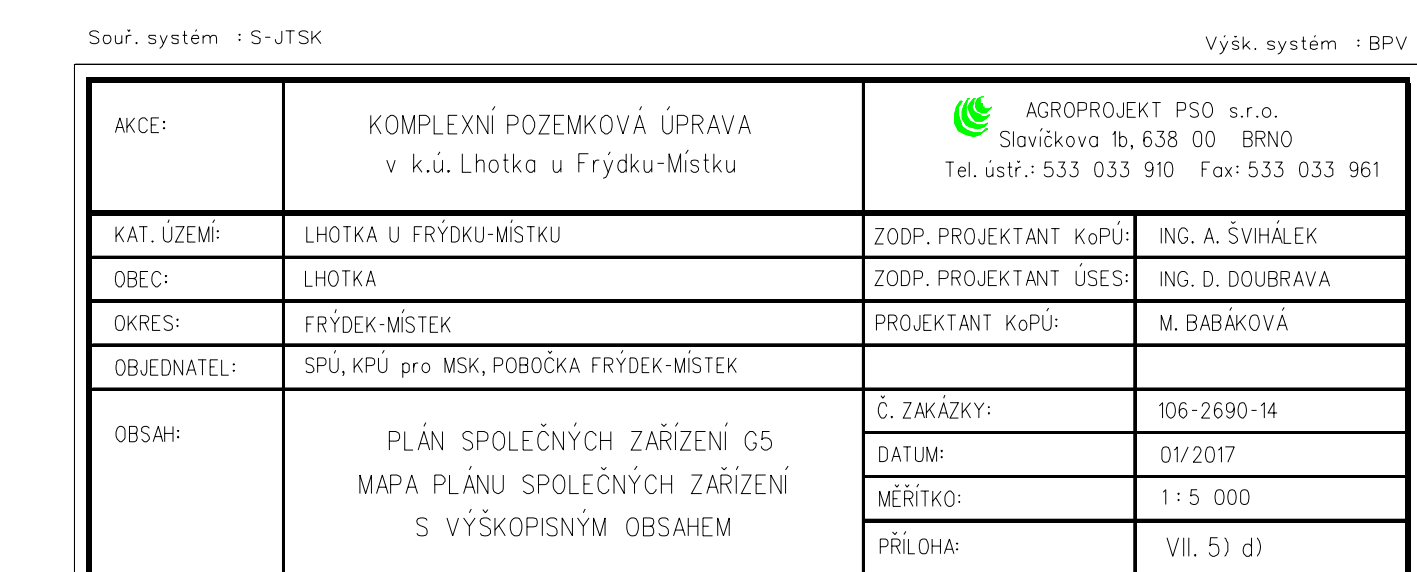 Souř. systém : S-JTSK
Výšk. systém : BPV
AKCE:
KOMPLEXNÍ POZEMKOVÁ ÚPRAVA
v k.ú. Lhotka u Frýdku-Místku
AGROPROJEKT PSO s.r.o.
Slavíčkova 1b, 638 00 BRNO
Tel. ústř.: 533 033 910 Fax: 533 033 961
KAT. ÚZEMÍ: LHOTKA U FRÝDKU-MÍSTKU
ZODP. PROJEKTANT KoPÚ: ING. A. ŠVIHÁLEK
OBEC: LHOTKA
ZODP. PROJEKTANT ÚSES: ING. D. DOUBRAVA
OKRES: FRÝDEK-MÍSTEK
PROJEKTANT KoPÚ: M. BABÁKOVÁ
OBJEDNATEL: SPÚ, KPÚ pro MSK, POBOČKA FRÝDEK-MÍSTEK
OBSAH:
PLÁN SPOLEČNÝCH ZAŘÍZENÍ G5
MAPA PLÁNU SPOLEČNÝCH ZAŘÍZENÍ
S VÝŠKOPISNÝM OBSAHEM
Č. ZAKÁZKY: 106-2690-14
DATUM: 01/2017
MĚŘÍTKO: 1 : 5 000
PŘÍLOHA: VII. 5) d)